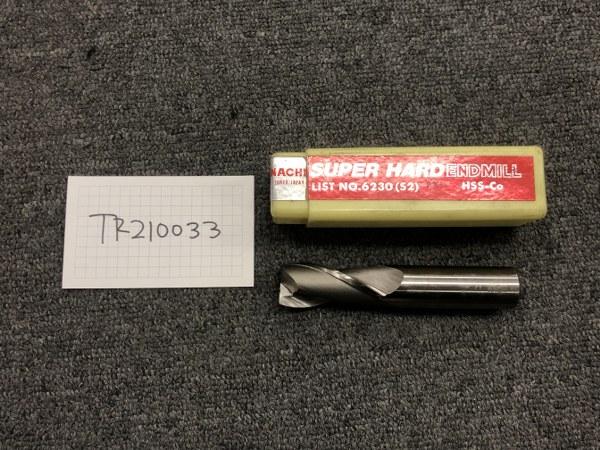 TR210033
NACHI
SUPER HARD ENDMILL
LIST NO.6230 (52) HSS-Co